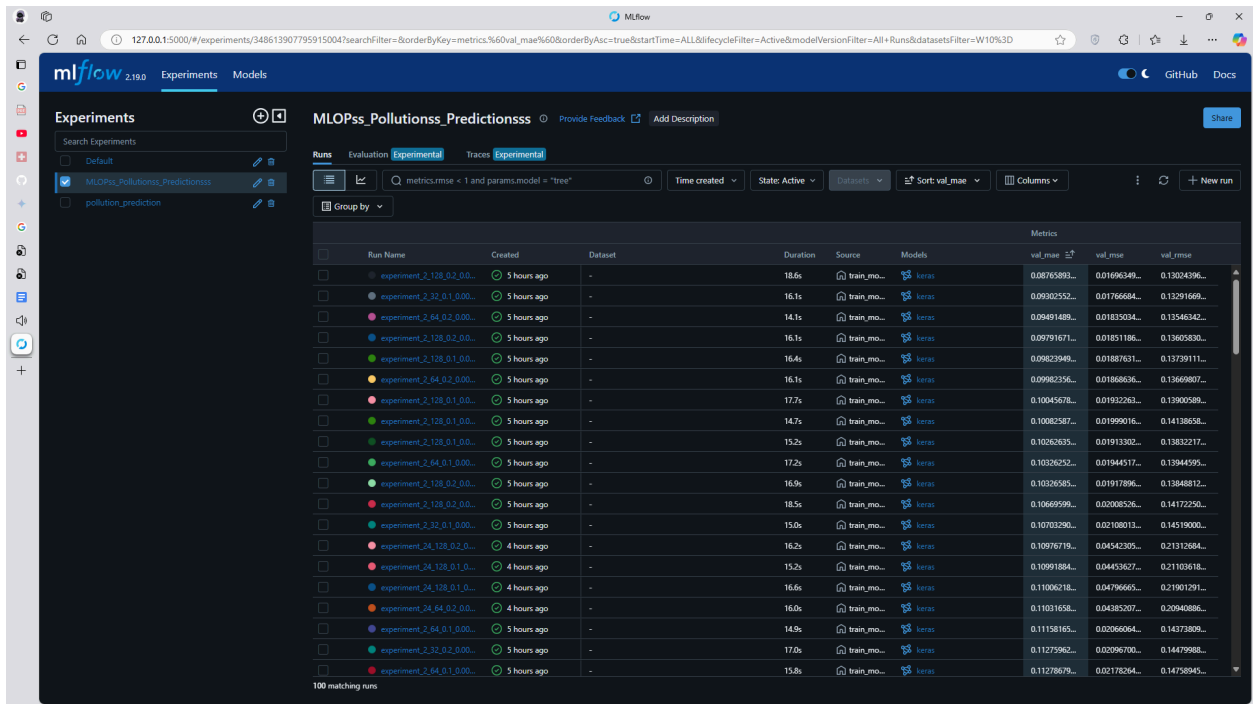 MLflow
127.0.0.1:5000/#/experiments/348613907795915004?searchFilter=&orderByKey=metrics.%60val_mae%60&orderByAsc=true&startTime=ALL&lifecycleFilter=Active&modelVersionFilter=All+Runs&datasetsFilter=W10%3D
mlflow 2.19.0 Experiments Models GitHub Docs
Experiments
Search Experiments
Default
MLOPss_Pollutionss_Predictionsss
pollution_prediction
MLOPss_Pollutionss_Predictionsss Provide Feedback Add Description Share
Runs Evaluation Experimental Traces Experimental
metrics.rmse < 1 and params.model = "tree" Time created State: Active Datasets Sort: val_mae Columns New run
Group by
Metrics
Run Name Created Dataset Duration Source Models val_mae val_mse val_rmse
experiment_2_128_0.2_0.0... 5 hours ago - 18.6s train_mo... keras 0.08765893... 0.01696349... 0.13024396...
experiment_2_32_0.1_0.00... 5 hours ago - 16.1s train_mo... keras 0.09302552... 0.01766684... 0.13291669...
experiment_2_64_0.2_0.00... 5 hours ago - 14.1s train_mo... keras 0.09491489... 0.01835034... 0.13546342...
experiment_2_128_0.2_0.0... 5 hours ago - 16.1s train_mo... keras 0.09791671... 0.01851186... 0.13605830...
experiment_2_128_0.1_0.0... 5 hours ago - 16.4s train_mo... keras 0.09823949... 0.01887631... 0.13739111...
experiment_2_64_0.2_0.00... 5 hours ago - 16.1s train_mo... keras 0.09982356... 0.01868636... 0.13669807...
experiment_2_128_0.1_0.0... 5 hours ago - 17.7s train_mo... keras 0.10045678... 0.01932263... 0.13900589...
experiment_2_128_0.1_0.0... 5 hours ago - 14.7s train_mo... keras 0.10082587... 0.01999016... 0.14138658...
experiment_2_128_0.1_0.0... 5 hours ago - 15.2s train_mo... keras 0.10262635... 0.01913302... 0.13832217...
experiment_2_64_0.1_0.00... 5 hours ago - 17.2s train_mo... keras 0.10326252... 0.01944517... 0.13944595...
experiment_2_128_0.2_0.0... 5 hours ago - 16.9s train_mo... keras 0.10326585... 0.01917896... 0.13848812...
experiment_2_128_0.2_0.0... 5 hours ago - 18.5s train_mo... keras 0.10669599... 0.02008526... 0.14172250...
experiment_2_32_0.1_0.00... 5 hours ago - 15.0s train_mo... keras 0.10703290... 0.02108013... 0.14519000...
experiment_24_128_0.2_0... 4 hours ago - 16.2s train_mo... keras 0.10976719... 0.04542305... 0.21312684...
experiment_24_128_0.1_0... 4 hours ago - 15.2s train_mo... keras 0.10991884... 0.04453627... 0.21103618...
experiment_24_128_0.1_0... 4 hours ago - 16.6s train_mo... keras 0.11006218... 0.04796665... 0.21901291...
experiment_24_64_0.2_0.0... 4 hours ago - 16.0s train_mo... keras 0.11031658... 0.04385207... 0.20940886...
experiment_2_64_0.1_0.00... 5 hours ago - 14.9s train_mo... keras 0.11158165... 0.02066064... 0.14373809...
experiment_2_32_0.2_0.00... 5 hours ago - 17.0s train_mo... keras 0.11275962... 0.02096700... 0.14479988...
experiment_2_64_0.1_0.00... 5 hours ago - 15.8s train_mo... keras 0.11278679... 0.02178264... 0.14758945...
100 matching runs